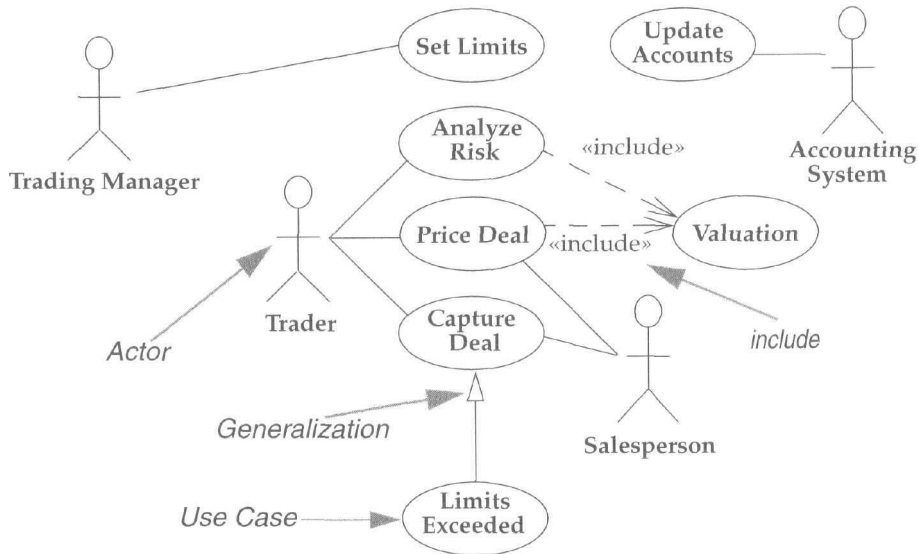 Set Limits
Update
Accounts
Trading Manager
Analyze
Risk
«include»
Accounting
System
Price Deal
«include»
Valuation
Trader
Capture
Deal
Actor
include
Generalization
Salesperson
Use Case
Limits
Exceeded